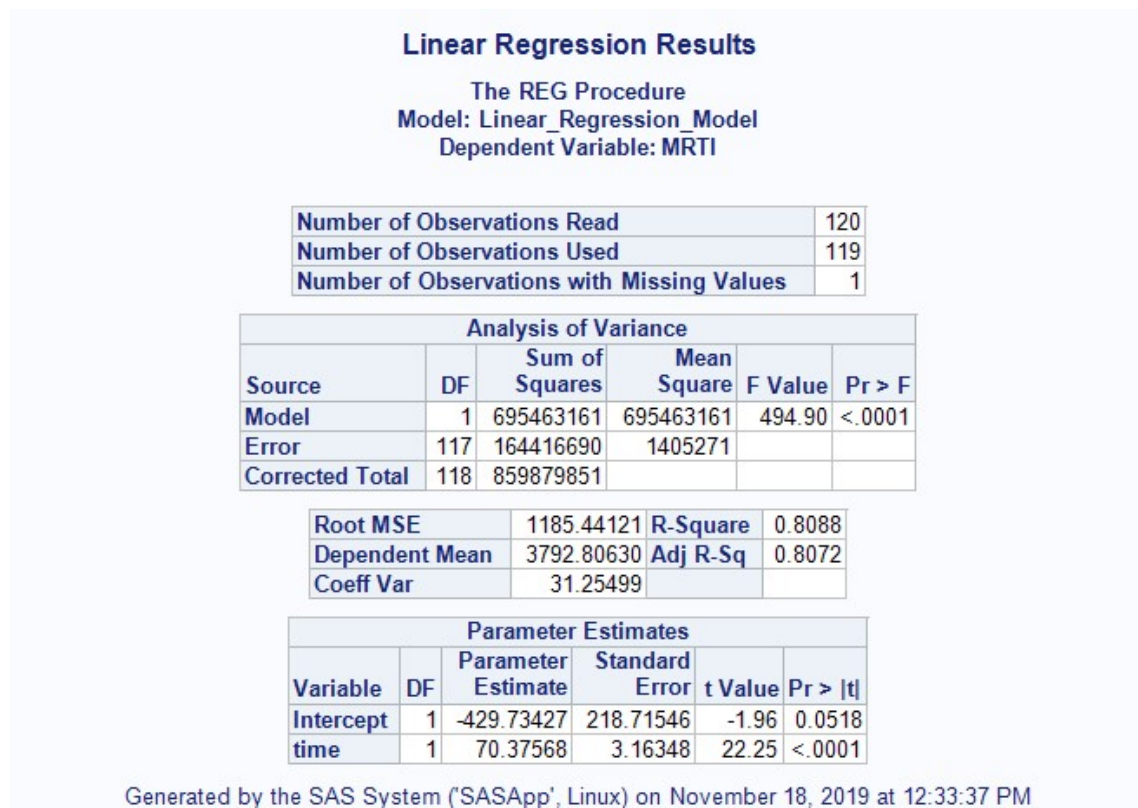 Linear Regression Results
The REG Procedure
Model: Linear_Regression_Model
Dependent Variable: MRTI
Number of Observations Read 120
Number of Observations Used 119
Number of Observations with Missing Values 1
Analysis of Variance
Source DF Sum of Squares Mean Square F Value Pr > F
Model 1 695463161 695463161 494.90 <.0001
Error 117 164416690 1405271
Corrected Total 118 859879851
Root MSE 1185.44121 R-Square 0.8088
Dependent Mean 3792.80630 Adj R-Sq 0.8072
Coeff Var 31.25499
Parameter Estimates
Variable DF Parameter Estimate Standard Error t Value Pr > |t|
Intercept 1 -429.73427 218.71546 -1.96 0.0518
time 1 70.37568 3.16348 22.25 <.0001
Generated by the SAS System ('SASApp', Linux) on November 18, 2019 at 12:33:37 PM